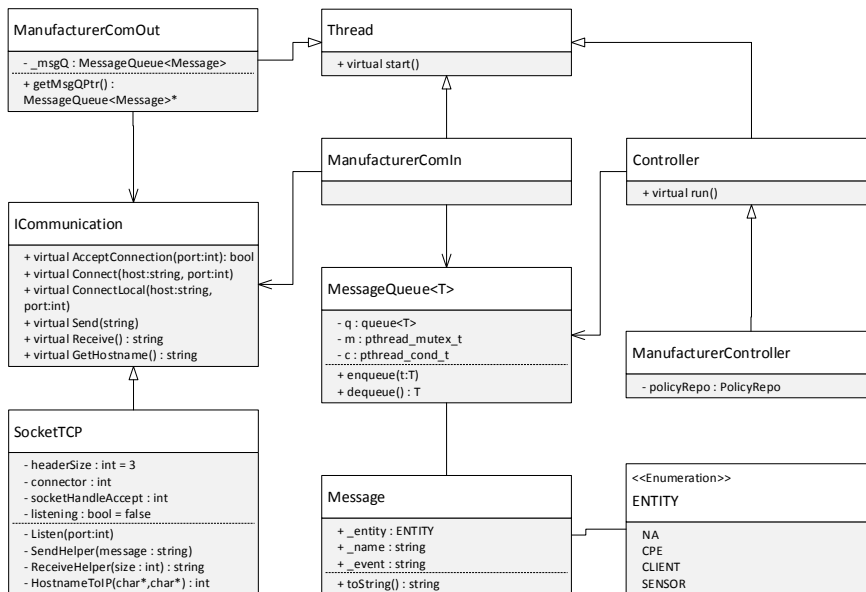 ManufacturerComOut
- _msgQ : MessageQueue<Message>
+ getMsgQPtr() :
MessageQueue<Message>*
Thread
+ virtual start()
ManufacturerComIn
Controller
+ virtual run()
ICommunication
+ virtual AcceptConnection(port:int): bool
+ virtual Connect(host:string, port:int)
+ virtual ConnectLocal(host:string,
port:int)
+ virtual Send(string)
+ virtual Receive() : string
+ virtual GetHostname() : string
MessageQueue<T>
- q : queue<T>
- m : pthread_mutex_t
- c : pthread_cond_t
+ enqueue(t:T)
+ dequeue() : T
ManufacturerController
- policyRepo : PolicyRepo
SocketTCP
- headerSize : int = 3
- connector : int
- socketHandleAccept : int
- listening : bool = false
- Listen(port:int)
- SendHelper(message : string)
- ReceiveHelper(size : int) : string
- HostnameToIP(char*,char*) : int
Message
+ _entity : ENTITY
+ _name : string
+ _event : string
+ toString() : string
<<Enumeration>>
ENTITY
NA
CPE
CLIENT
SENSOR